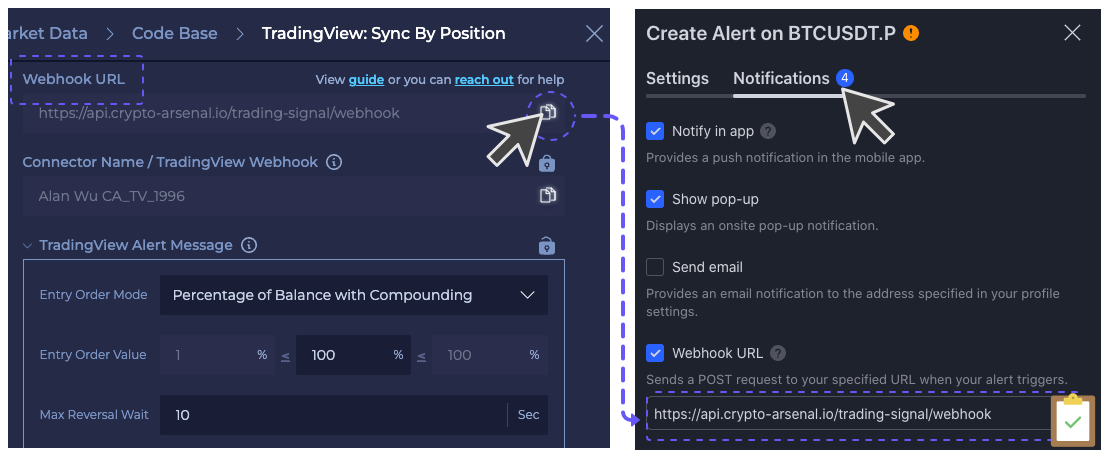 arket Data > Code Base > TradingView: Sync By Position
Webhook URL
View guide or you can reach out for help
https://api.crypto-arsenal.io/trading-signal/webhook
Connector Name / TradingView Webhook
Alan Wu CA_TV_1996
TradingView Alert Message
Entry Order Mode
Percentage of Balance with Compounding
Entry Order Value
1 % ≤ 100 % ≤ 100 %
Max Reversal Wait
10 Sec
Create Alert on BTCUSDT.P
Settings
Notifications 4
Notify in app
Provides a push notification in the mobile app.
Show pop-up
Displays an onsite pop-up notification.
Send email
Provides an email notification to the address specified in your profile
settings.
Webhook URL
Sends a POST request to your specified URL when your alert triggers.
https://api.crypto-arsenal.io/trading-signal/webhook